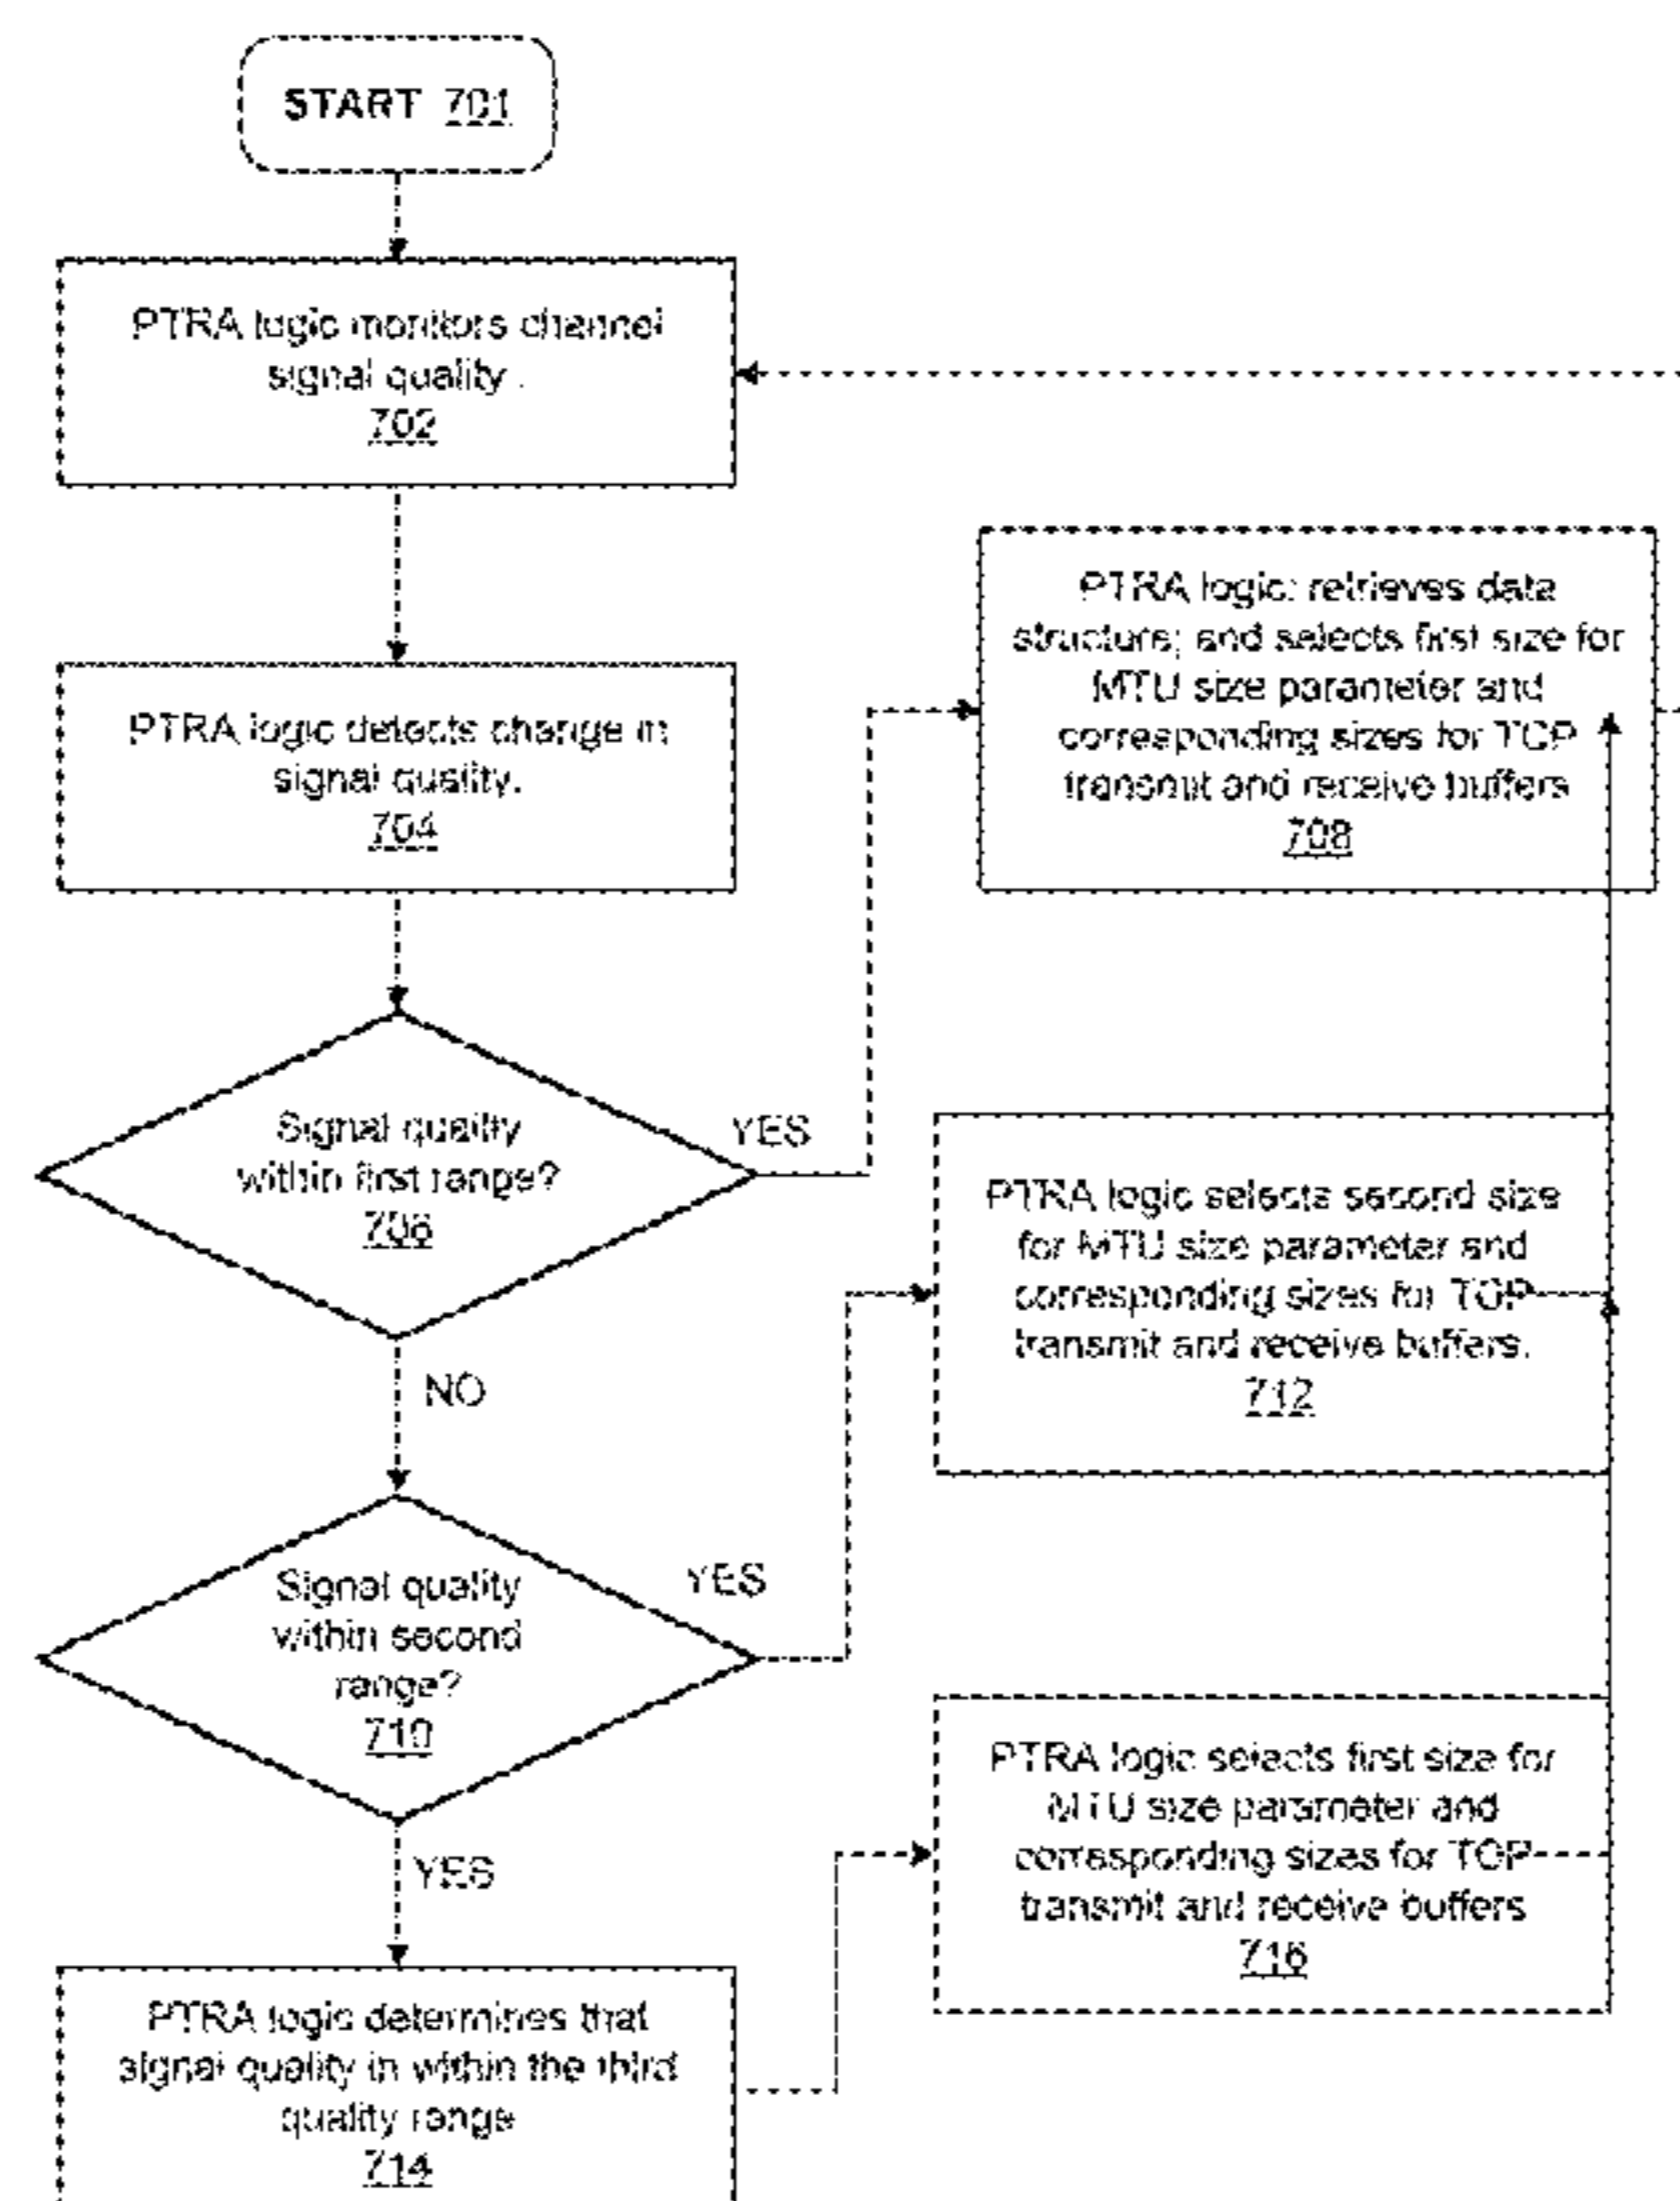 START 701
PTRA logic monitors channel
signal quality .
702
PTRA logic detects change in
signal quality.
704
Signal quality
within first range?
706
YES
NO
PTRA logic: retrieves data
structure; and selects first size for
MTU size parameter and
corresponding sizes for TCP
transmit and receive buffers
708
Signal quality
within second
range?
710
YES
YES
PTRA logic selects second size
for MTU size parameter and
corresponding sizes for TCP
transmit and receive buffers.
712
PTRA logic determines that
signal quality in within the third
quality range
714
PTRA logic selects first size for
MTU size parameter and
corresponding sizes for TCP
transmit and receive buffers
716